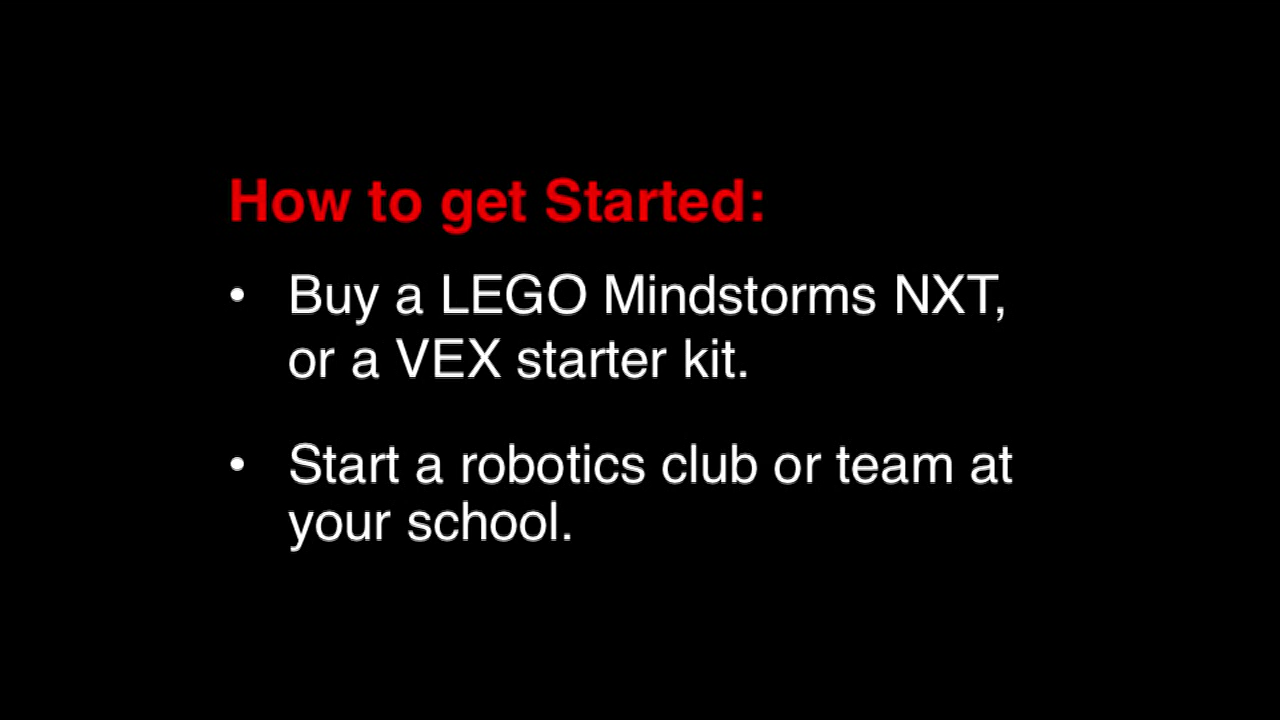 How to get Started:
• Buy a LEGO Mindstorms NXT,
or a VEX starter kit.
• Start a robotics club or team at
your school.